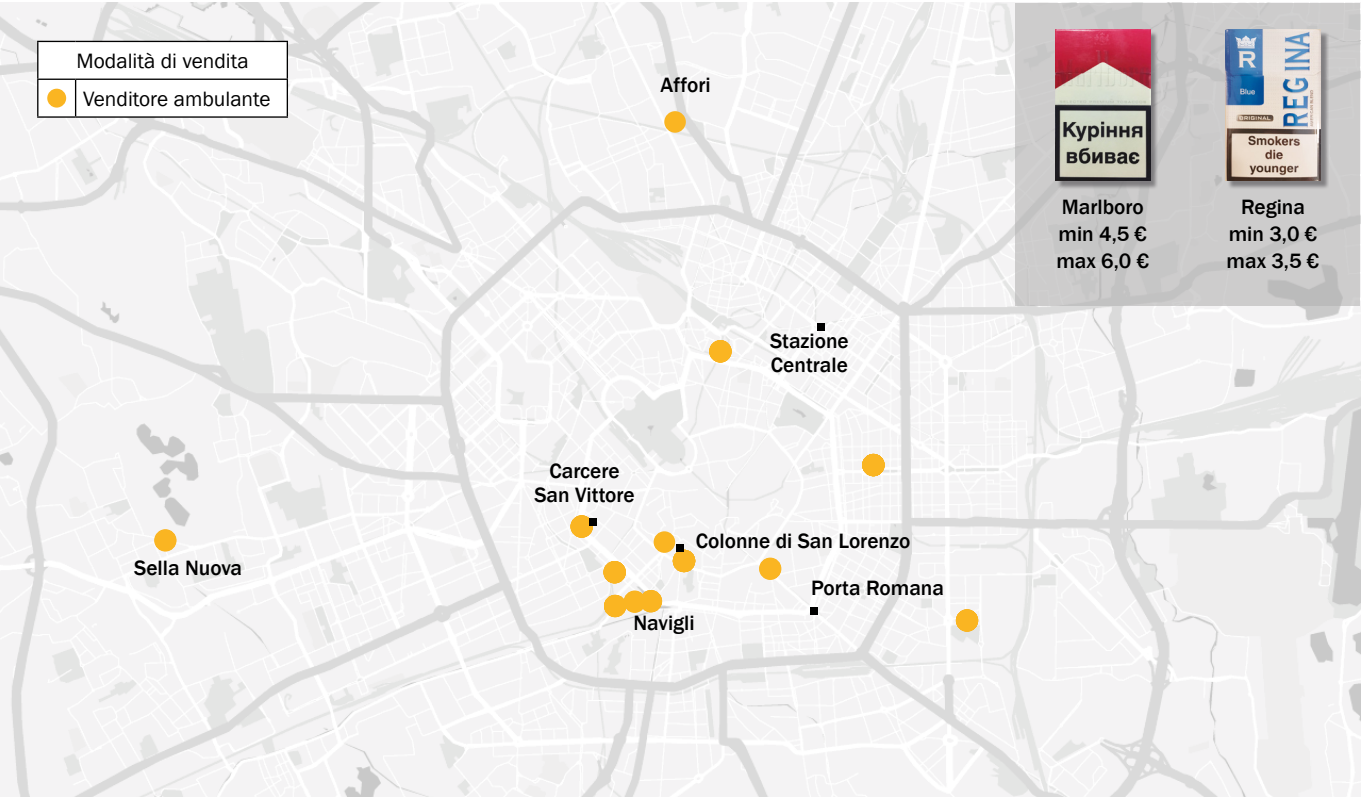 Modalità di vendita
Venditore ambulante
Affori
Stazione
Centrale
Carcere
San Vittore
Colonne di San Lorenzo
Sella Nuova
Porta Romana
Navigli
Куріння
вбиває
Marlboro
min 4,5 €
max 6,0 €
R
Blue
ORIGINAL
REGINA
Smokers
die
younger
Regina
min 3,0 €
max 3,5 €